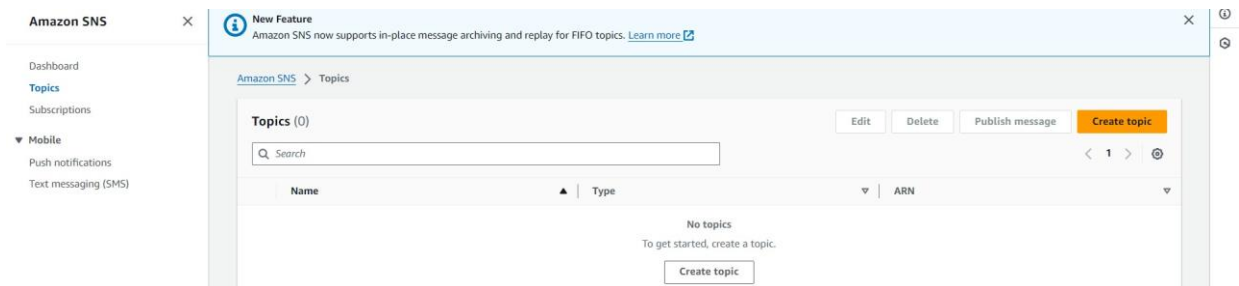 Amazon SNS
Dashboard
Topics
Subscriptions
Mobile
Push notifications
Text messaging (SMS)
New Feature
Amazon SNS now supports in-place message archiving and replay for FIFO topics. Learn more
Amazon SNS > Topics
Topics (0)
Edit Delete Publish message Create topic
Search
< 1 >
Name Type ARN
No topics
To get started, create a topic.
Create topic